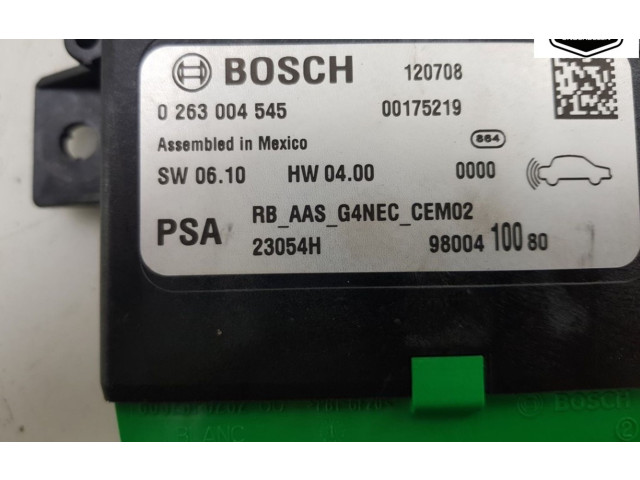 BOSCH 120708
0 263 004 545 00175219
Assembled in Mexico 864
SW 06.10 HW 04.00 0000
PSA RB_AAS_G4NEC_CEM02
23054H 98004 100 80
BLANC